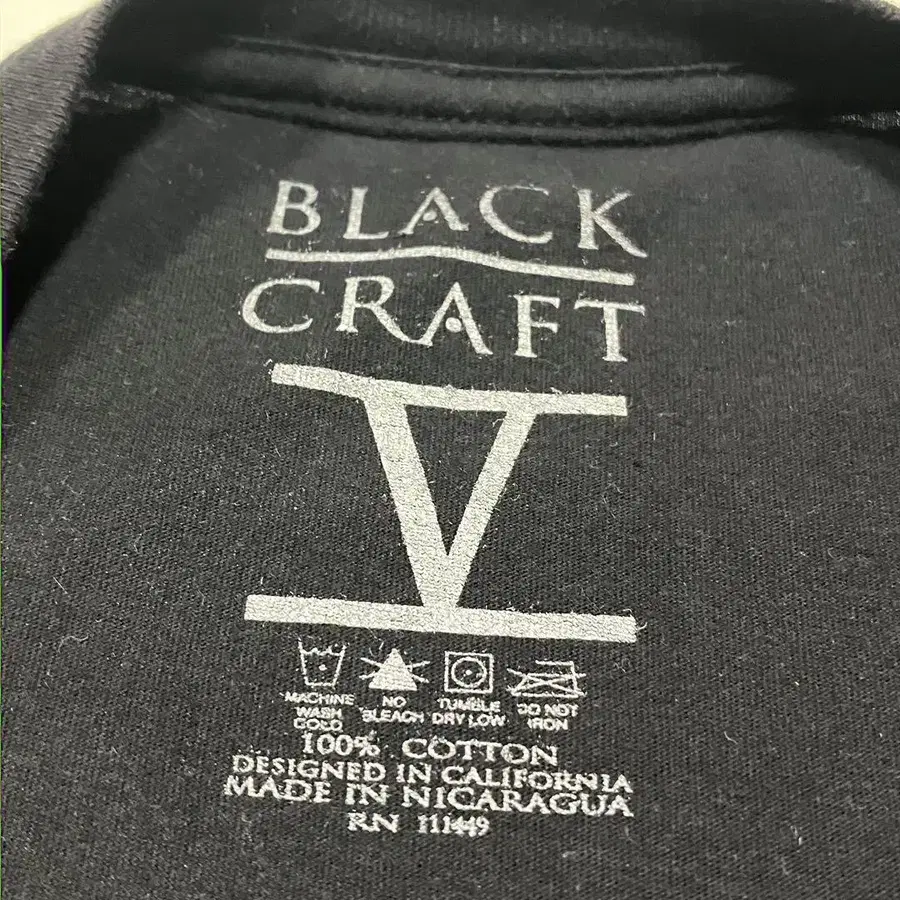 BLACK
CRAFT
V
MACHINE WASH COLD
NO BLEACH
TUMBLE DRY LOW
DO NOT IRON
100% COTTON
DESIGNED IN CALIFORNIA
MADE IN NICARAGUA
RN 111449